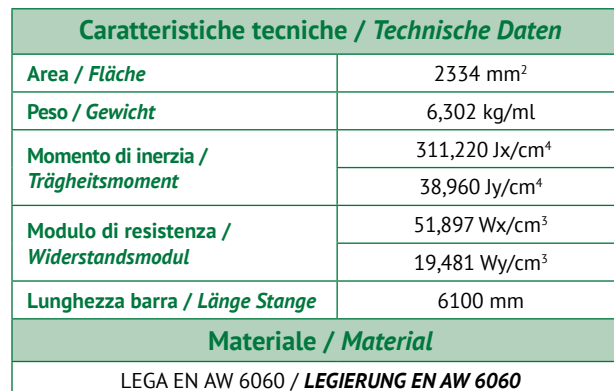 Caratteristiche tecniche / Technische Daten
Area / Fläche 2334 mm²
Peso / Gewicht 6,302 kg/ml
Momento di inerzia / Trägheitsmoment 311,220 Jx/cm⁴
38,960 Jy/cm⁴
Modulo di resistenza / Widerstandsmodul 51,897 Wx/cm³
19,481 Wy/cm³
Lunghezza barra / Länge Stange 6100 mm
Materiale / Material
LEGA EN AW 6060 / LEGIERUNG EN AW 6060